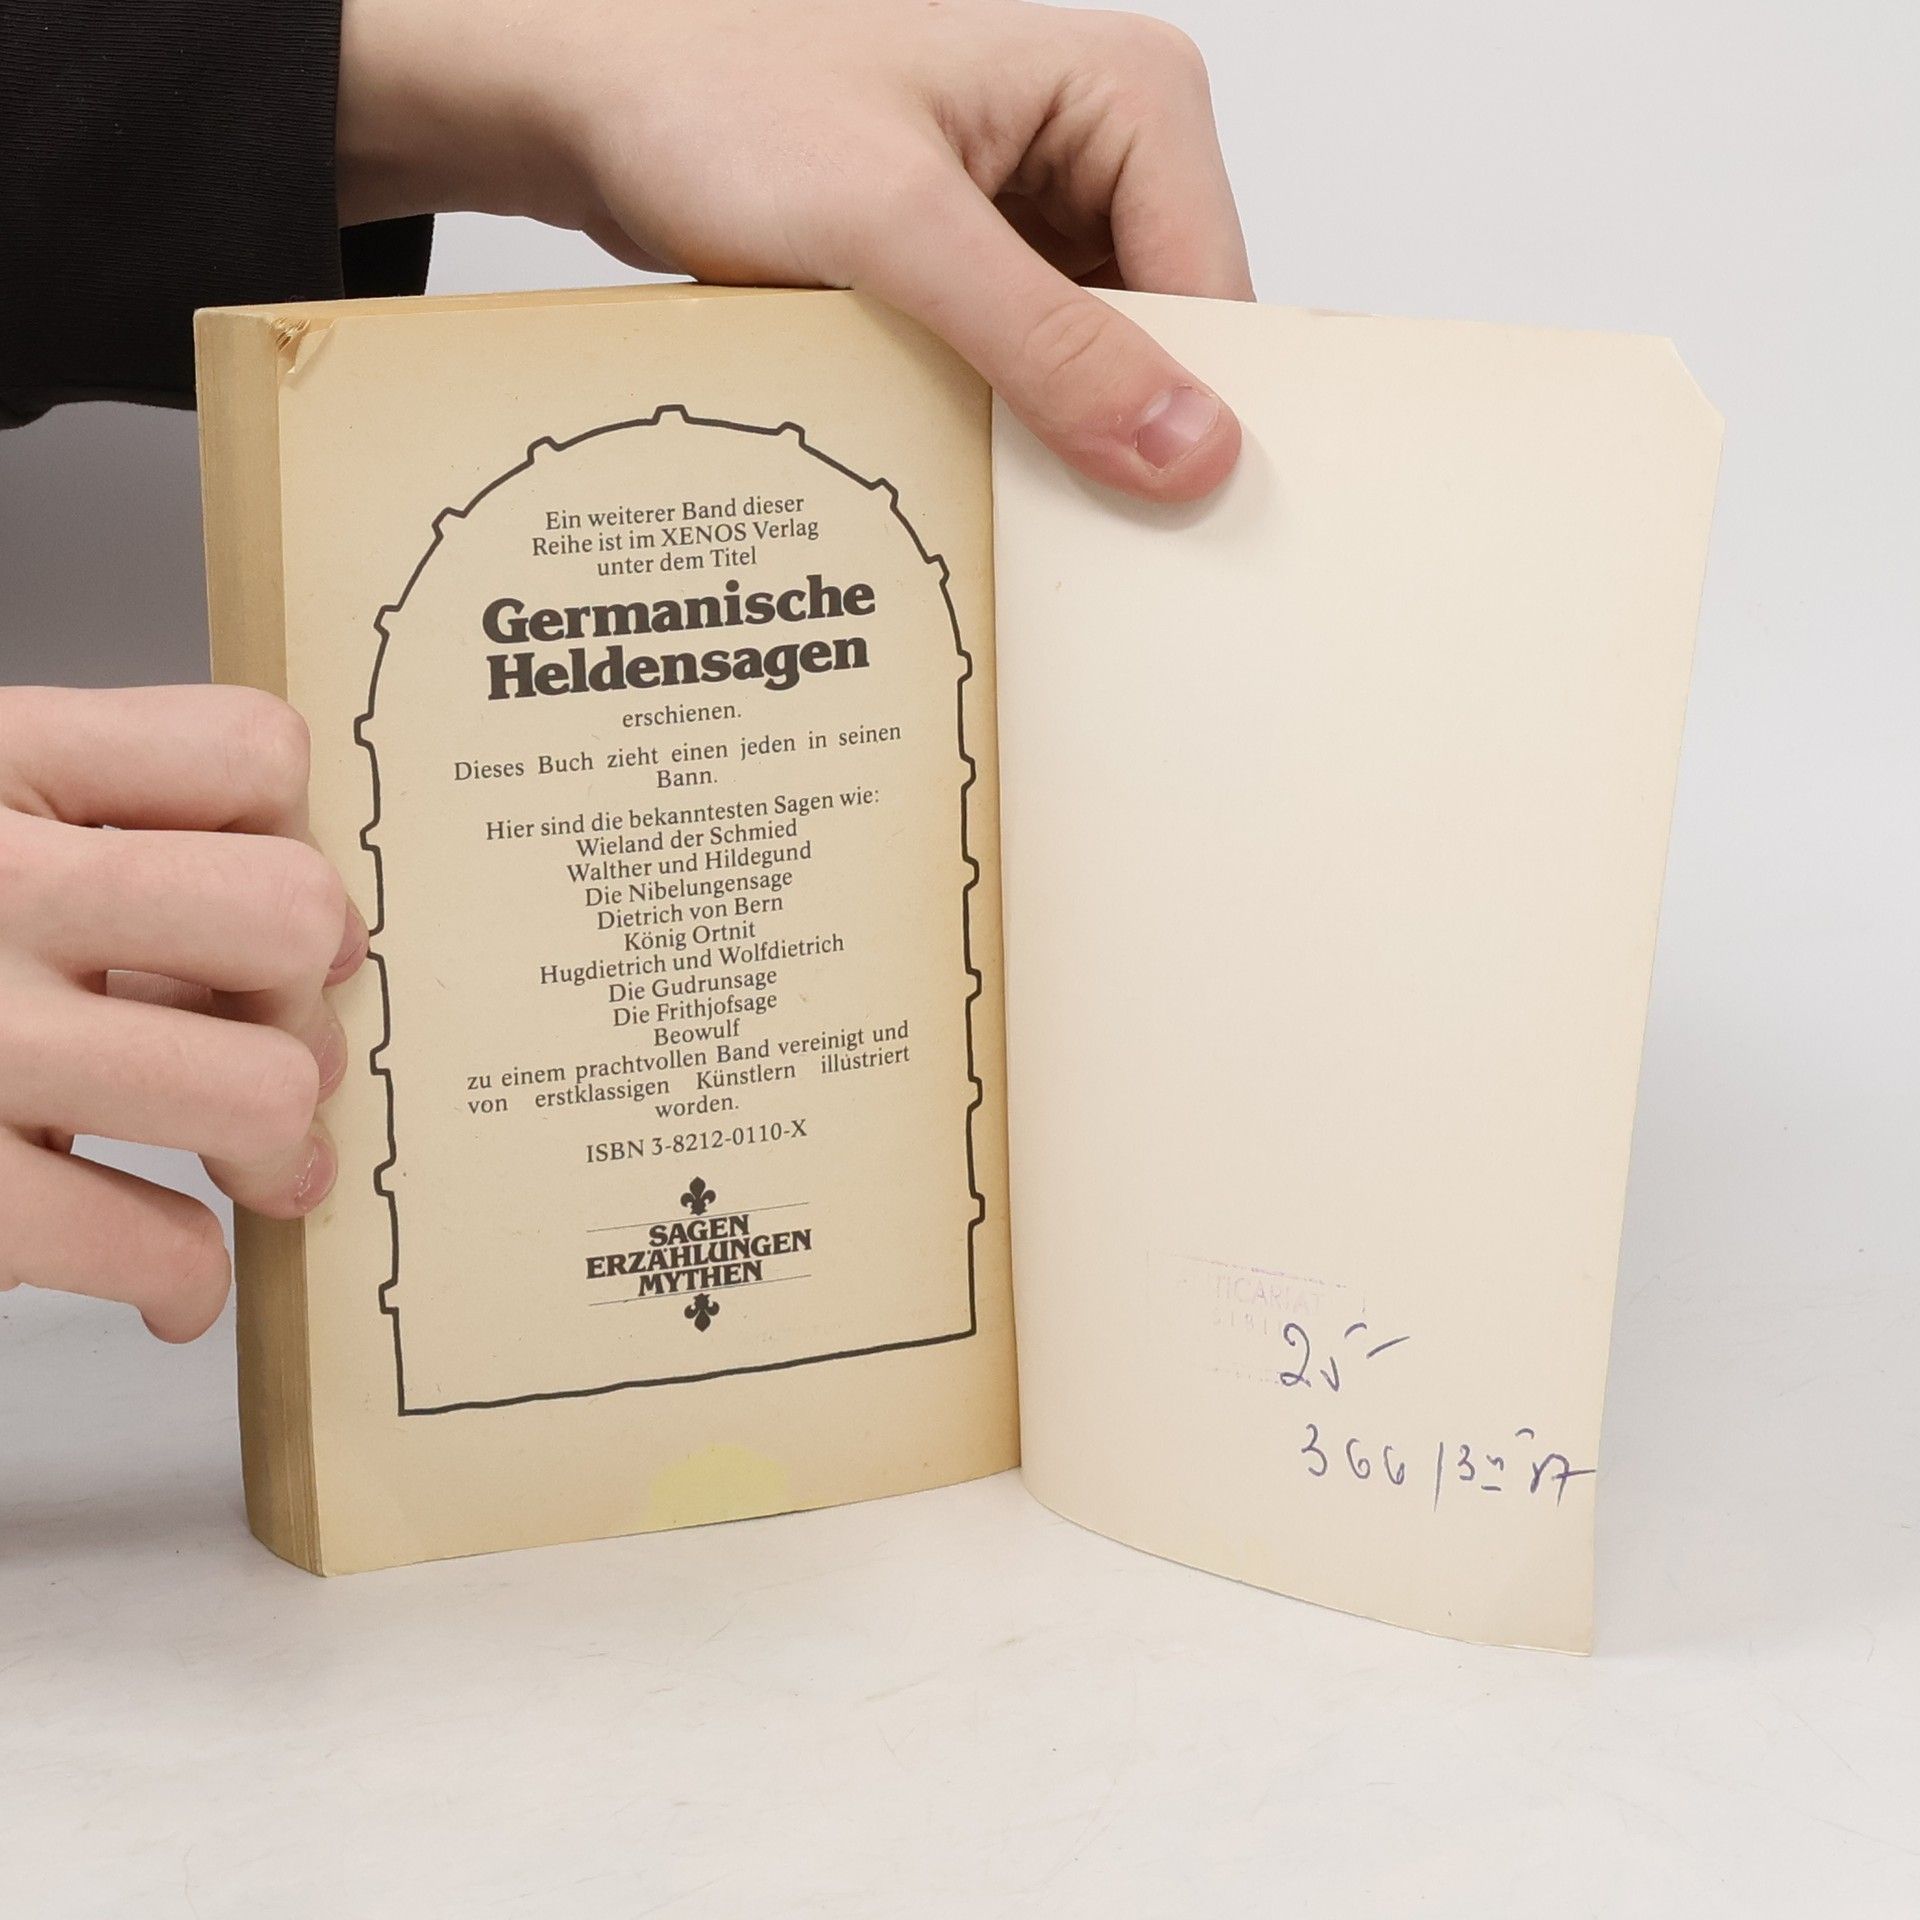 Ein weiterer Band dieser
Reihe ist im XENOS Verlag
unter dem Titel
Germanische
Heldensagen
erschienen.
Dieses Buch zieht einen jeden in seinen
Bann.
Hier sind die bekanntesten Sagen wie:
Wieland der Schmied
Walther und Hildegund
Die Nibelungensage
Dietrich von Bern
König Ortnit
Hugdietrich und Wolfdietrich
Die Gudrunsage
Die Frithjofsage
Beowulf
zu einem prachtvollen Band vereinigt und
von erstklassigen Künstlern illustriert
worden.
ISBN 3-8212-0110-X
SAGEN
ERZÄHLUNGEN
MYTHEN
25-
366